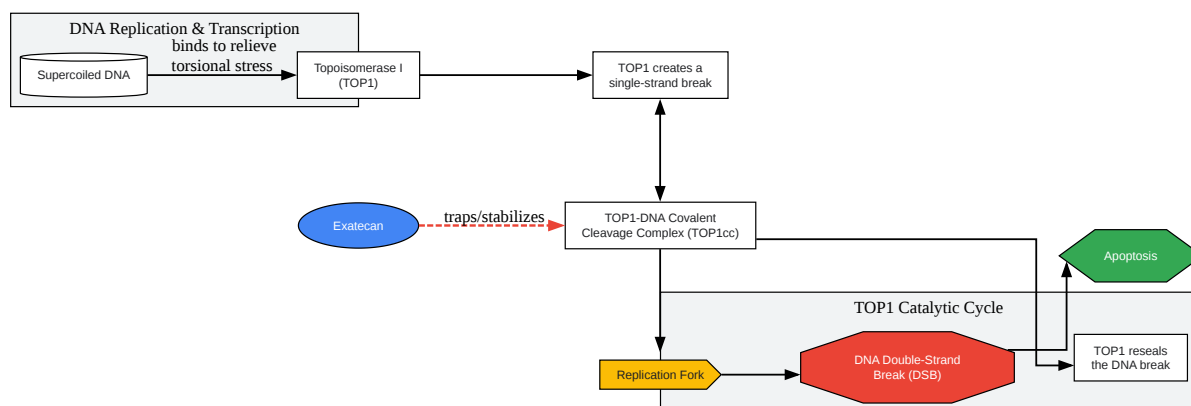 DNA Replication & Transcription
binds to relieve
torsional stress
Supercoiled DNA
Topoisomerase I
(TOP1)
TOP1 creates a
single-strand break
Exatecan
traps/stabilizes
TOP1-DNA Covalent
Cleavage Complex (TOP1cc)
Apoptosis
TOP1 Catalytic Cycle
Replication Fork
DNA Double-Strand
Break (DSB)
TOP1 reseals
the DNA break